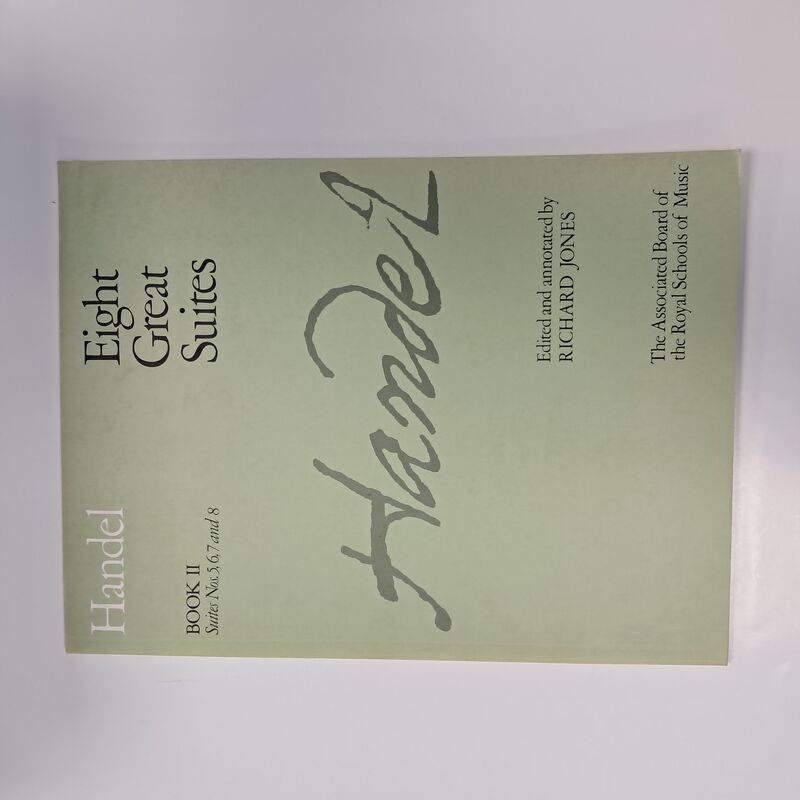 Handel
Eight
Great
Suites
BOOK II
Suites Nos. 5, 6, 7 and 8
Handel
Edited and annotated by
RICHARD JONES
The Associated Board of
the Royal Schools of Music